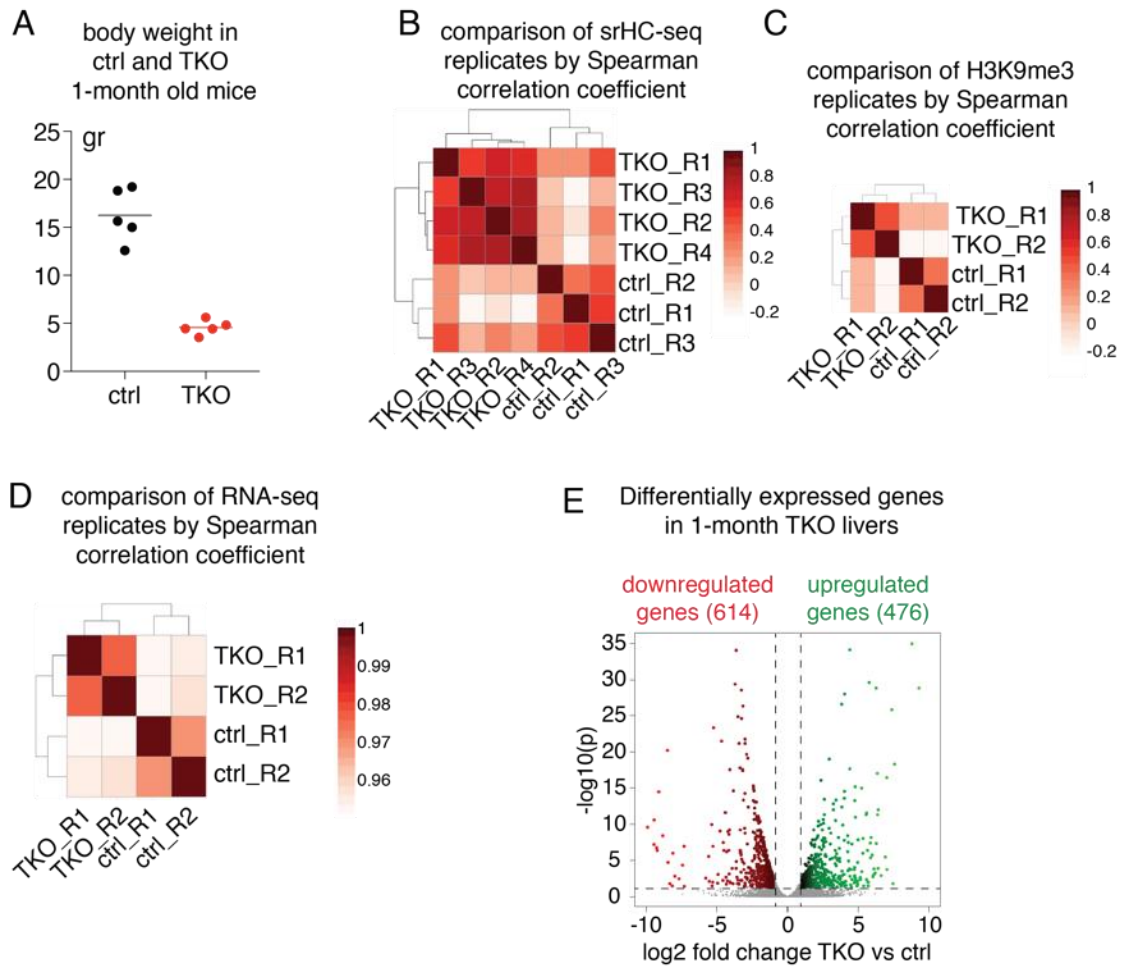 A
body weight in
ctrl and TKO
1-month old mice
gr
25
20
15
10
5
0
ctrl
TKO
B
comparison of srHC-seq
replicates by Spearman
correlation coefficient
TKO_R1
TKO_R3
TKO_R2
TKO_R4
ctrl_R2
ctrl_R1
ctrl_R3
TKO_R1
TKO_R3
TKO_R2
TKO_R4
ctrl_R2
ctrl_R1
ctrl_R3
1
0.8
0.6
0.4
0.2
0
-0.2
C
comparison of H3K9me3
replicates by Spearman
correlation coefficient
TKO_R1
TKO_R2
ctrl_R1
ctrl_R2
TKO_R1
TKO_R2
ctrl_R1
ctrl_R2
1
0.8
0.6
0.4
0.2
0
-0.2
D
comparison of RNA-seq
replicates by Spearman
correlation coefficient
TKO_R1
TKO_R2
ctrl_R1
ctrl_R2
TKO_R1
TKO_R2
ctrl_R1
ctrl_R2
1
0.99
0.98
0.97
0.96
E
Differentially expressed genes
in 1-month TKO livers
downregulated
genes (614)
upregulated
genes (476)
-log10(p)
35
30
25
20
15
10
5
0
-10
-5
0
5
10
log2 fold change TKO vs ctrl